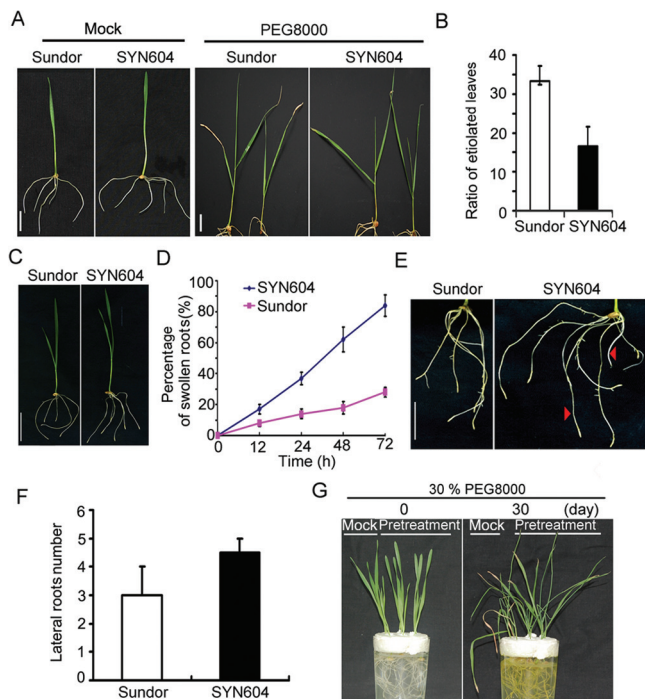 A
Mock
PEG8000
Sundor SYN604
Sundor SYN604
B
Ratio of etiolated leaves
40
35
30
20
10
0
Sundor SYN604
C
Sundor SYN604
D
Percentage
of swollen roots(%)
100
80
60
40
20
0
SYN604
Sundor
0 12 24 48 72
Time (h)
E
Sundor SYN604
F
Lateral roots number
6
5
4
3
2
1
0
Sundor SYN604
G
30 % PEG8000
0 30 (day)
Mock Pretreatment Mock Pretreatment